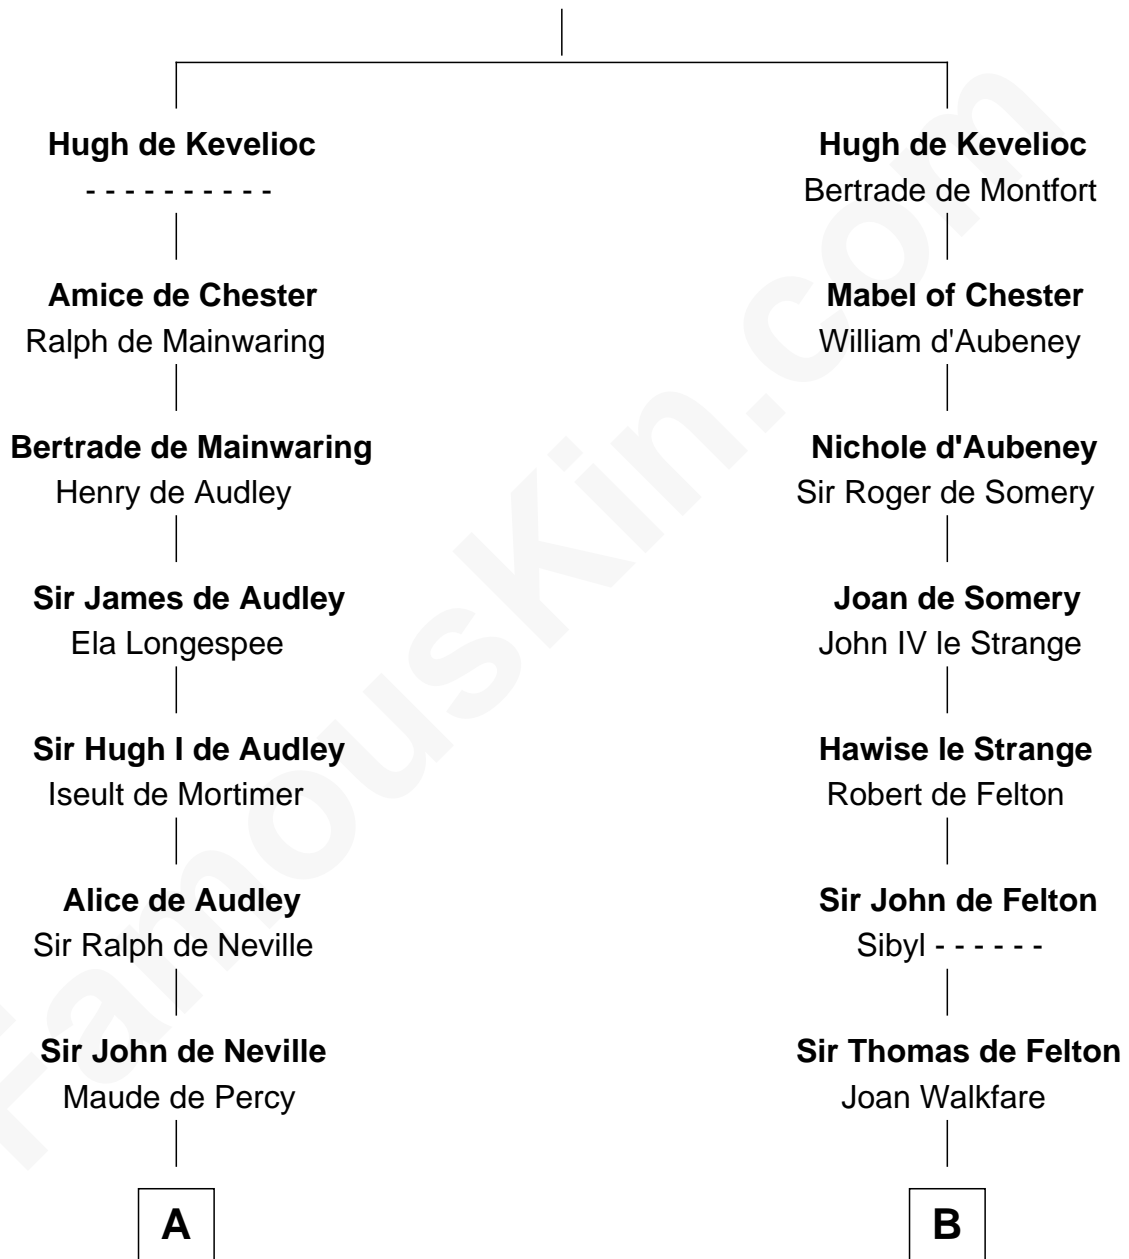 Hugh de Kevelioc
- - - - - - - - - -
Amice de Chester
Ralph de Mainwaring
Bertrade de Mainwaring
Henry de Audley
Sir James de Audley
Ela Longespee
Sir Hugh I de Audley
Iseult de Mortimer
Alice de Audley
Sir Ralph de Neville
Sir John de Neville
Maude de Percy
A
Hugh de Kevelioc
Bertrade de Montfort
Mabel of Chester
William d'Aubeney
Nichole d'Aubeney
Sir Roger de Somery
Joan de Somery
John IV le Strange
Hawise le Strange
Robert de Felton
Sir John de Felton
Sibyl - - - - - -
Sir Thomas de Felton
Joan Walkfare
B
FamousKin.com